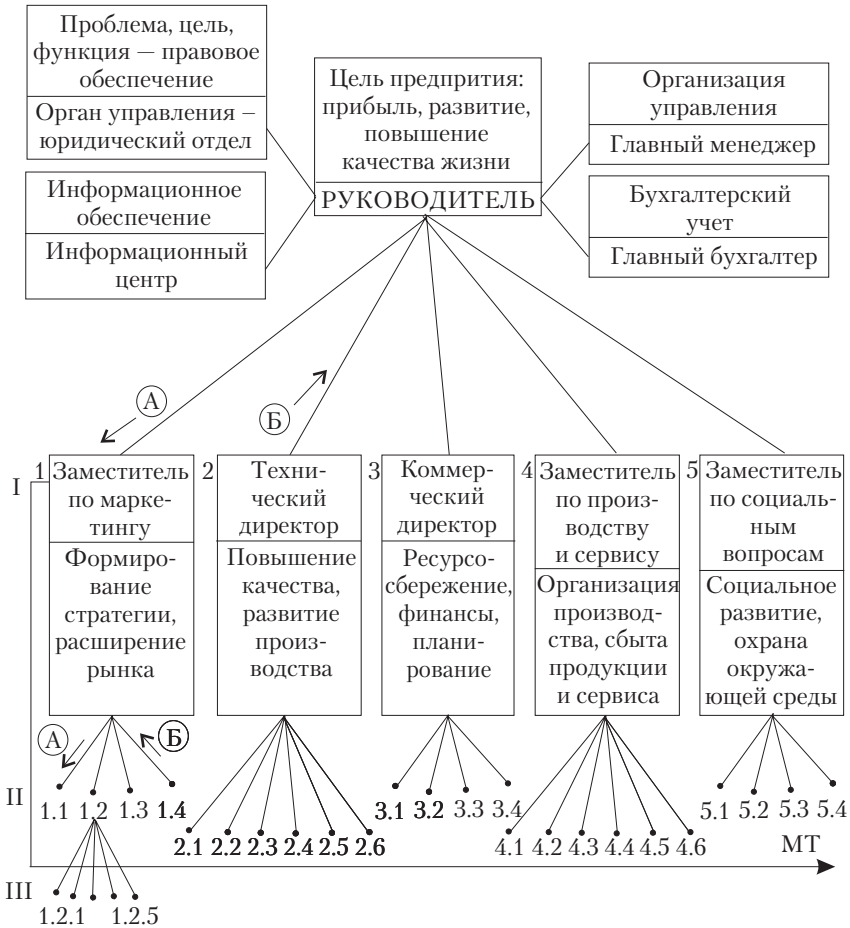 Проблема, цель,
функция — правовое
обеспечение
Орган управления –
юридический отдел
Информационное
обеспечение
Информационный
центр
Цель предпрития:
прибыль, развитие,
повышение
качества жизни
РУКОВОДИТЕЛЬ
Организация
управления
Главный менеджер
Бухгалтерский
учет
Главный бухгалтер
А
Б
I
1
Заместитель
по марке-
тингу
Формиро-
вание
стратегии,
расширение
рынка
2
Техни-
ческий
директор
Повышение
качества,
развитие
произ-
водства
3
Коммер-
ческий
директор
Ресурсо-
сбережение,
финансы,
плани-
рование
4
Заместитель
по произ-
водству
и сервису
Организация
производ-
ства, сбыта
продукции
и сервиса
5
Заместитель
по социаль-
ным
вопросам
Социальное
развитие,
охрана
окружа-
ющей среды
А
Б
II
1.1 1.2 1.3 1.4
2.1 2.2 2.3 2.4 2.5 2.6
3.1 3.2 3.3 3.4
4.1 4.2 4.3 4.4 4.5 4.6
5.1 5.2 5.3 5.4
МТ
III
1.2.1 1.2.5